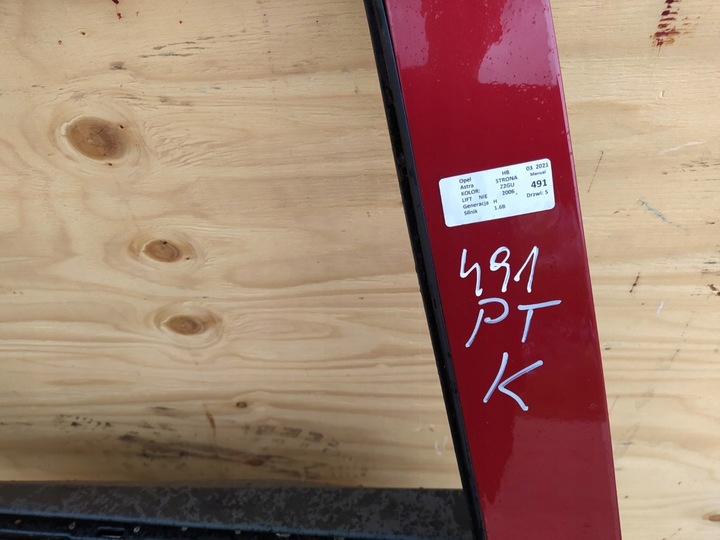 Opel HB 03 2021
Astra STRONA Manual
KOLOR: Z2GU 491
LIFT NIE 2006, Drzwi: 5
Generacja H
Silnik 1.6B
491
PT
K